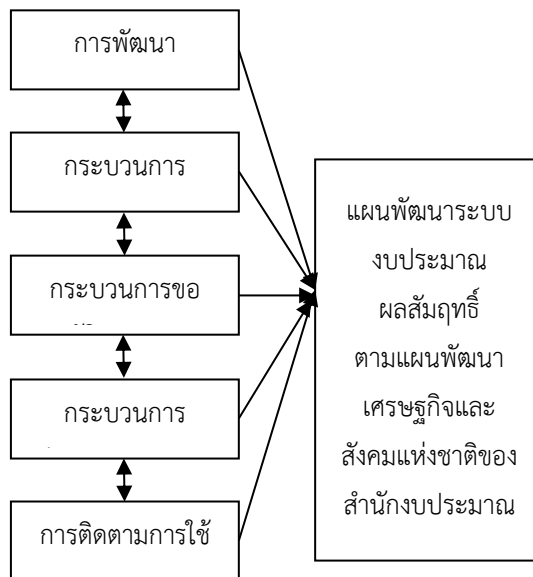 การพัฒนา
กระบวนการ
กระบวนการขอ
กระบวนการ
การติดตามการใช้
แผนพัฒนาระบบ
งบประมาณ
ผลสัมฤทธิ์
ตามแผนพัฒนา
เศรษฐกิจและ
สังคมแห่งชาติของ
สำนักงบประมาณ